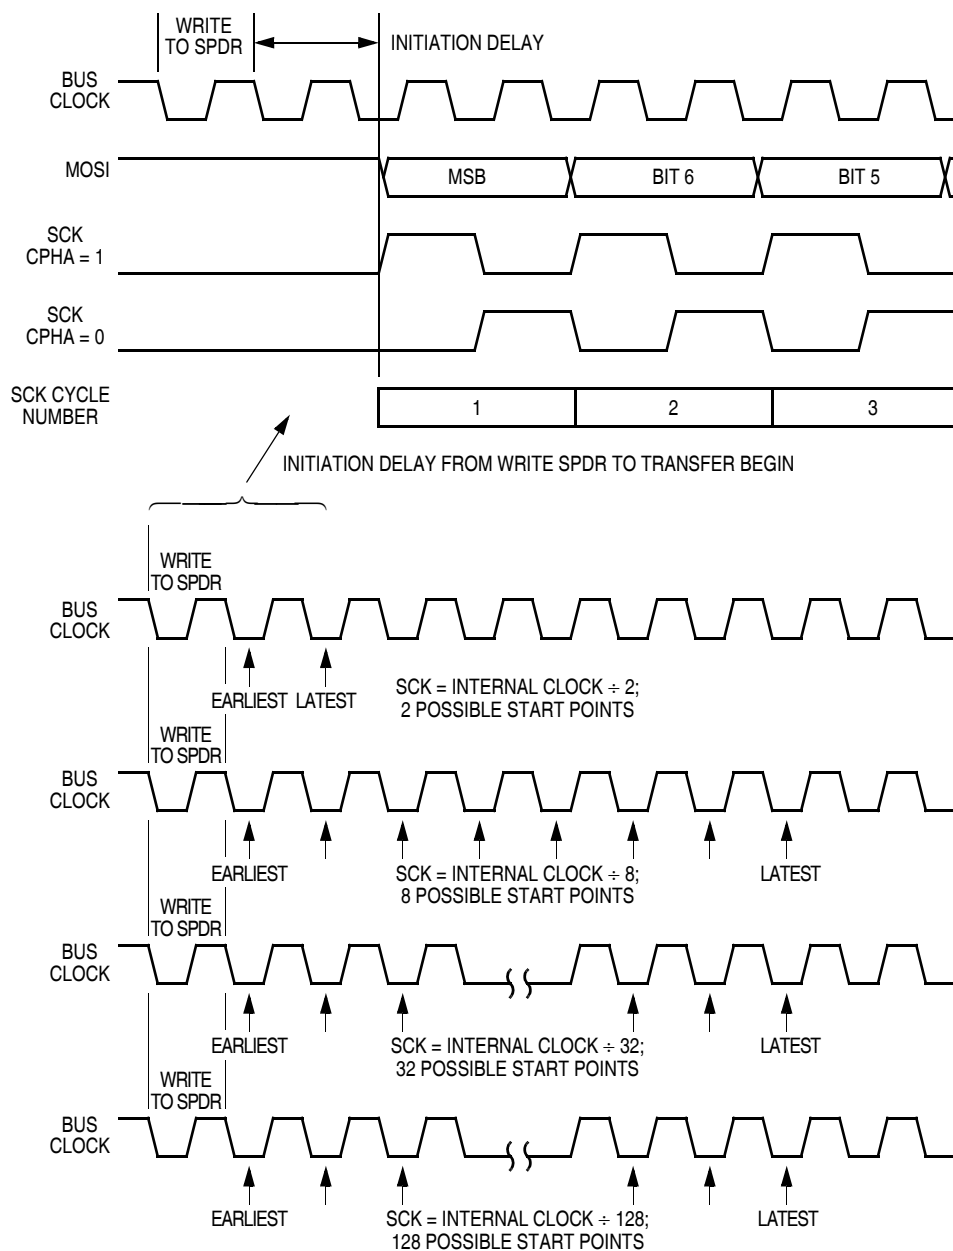 WRITE
TO SPDR
INITIATION DELAY
BUS
CLOCK
MOSI
MSB
BIT 6
BIT 5
SCK
CPHA = 1
SCK
CPHA = 0
SCK CYCLE
NUMBER
1
2
3
INITIATION DELAY FROM WRITE SPDR TO TRANSFER BEGIN
WRITE
TO SPDR
BUS
CLOCK
EARLIEST
LATEST
SCK = INTERNAL CLOCK ÷ 2;
2 POSSIBLE START POINTS
WRITE
TO SPDR
BUS
CLOCK
EARLIEST
SCK = INTERNAL CLOCK ÷ 8;
8 POSSIBLE START POINTS
LATEST
WRITE
TO SPDR
BUS
CLOCK
EARLIEST
SCK = INTERNAL CLOCK ÷ 32;
32 POSSIBLE START POINTS
LATEST
WRITE
TO SPDR
BUS
CLOCK
EARLIEST
SCK = INTERNAL CLOCK ÷ 128;
128 POSSIBLE START POINTS
LATEST